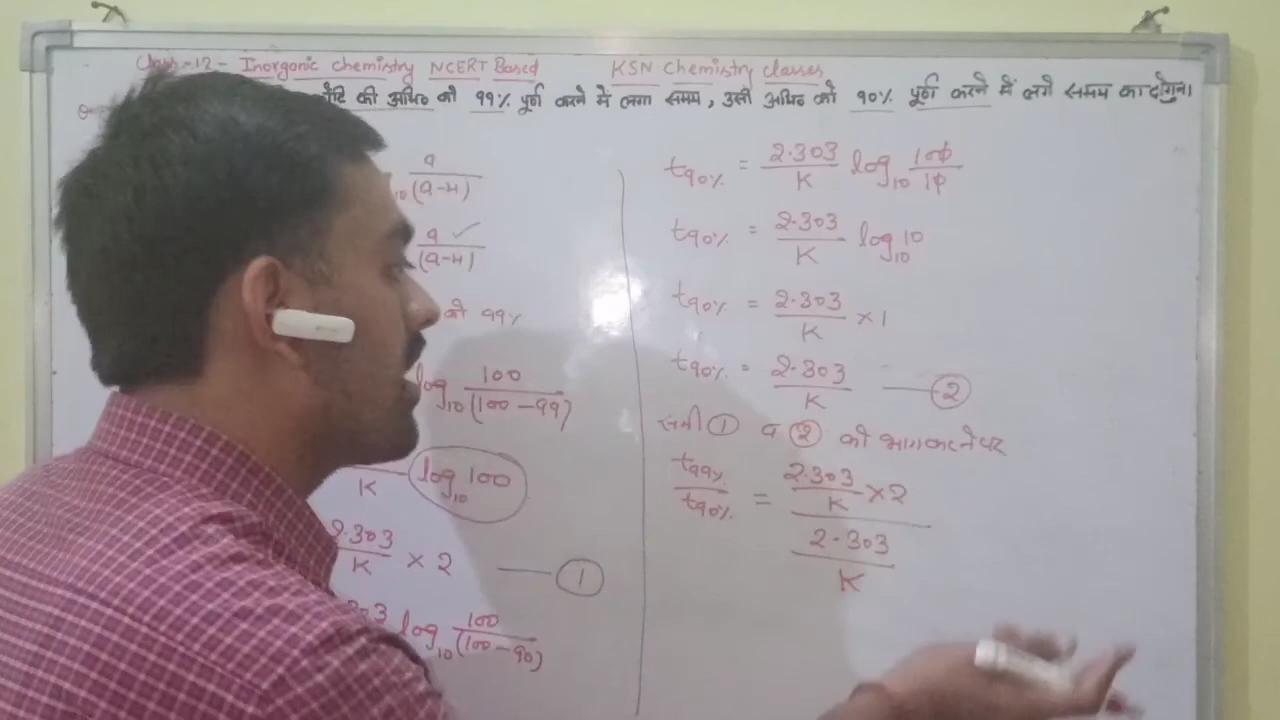 Class-12- Inorganic chemistry NCERT Based KSN chemistry classes
कोटि की अभि० को 99% पूर्ण करने में लगा समय, उसी अभि० को 90% पूर्ण करने में लगे समय का दोगुना
a
10 (a-x)
a ✓
(a-x)
को 99%
log10 100
(100-99)
K log10 100
2.303
K × 2 — 1
log10 100
(100-90)
t90% = 2.303/K log10 100/10
t90% = 2.303/K log10 10
t90% = 2.303/K ×1
t90% = 2.303/K — 2
समी 1 व 2 को भाग करने पर
t99%/t90% = 2.303/K ×2
2.303/K